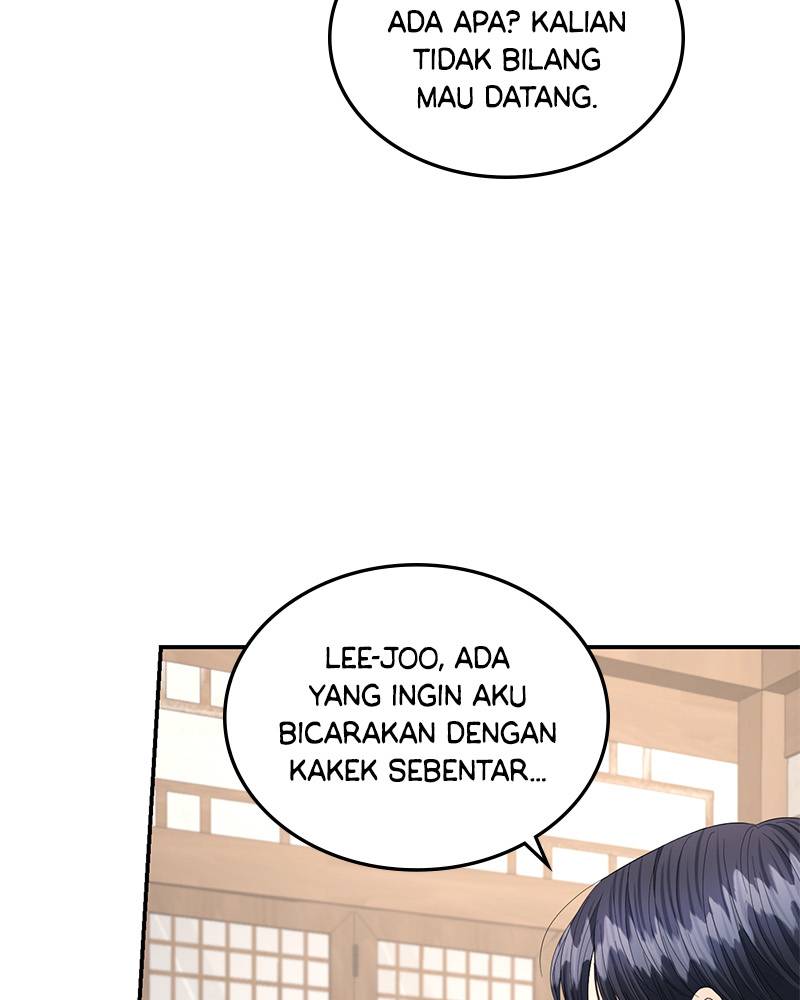 ADA APA? KALIAN
TIDAK BILANG
MAU DATANG.
LEE-JOO, ADA
YANG INGIN AKU
BICARAKAN DENGAN
KAKEK SEBENTAR...